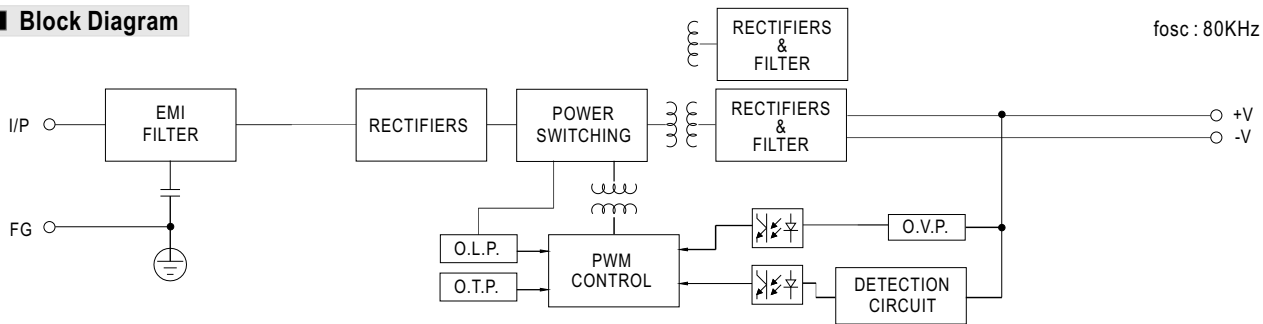 Block Diagram
fosc : 80KHz
RECTIFIERS
&
FILTER
I/P
EMI
FILTER
RECTIFIERS
POWER
SWITCHING
RECTIFIERS
&
FILTER
+V
-V
FG
O.L.P.
O.T.P.
PWM
CONTROL
O.V.P.
DETECTION
CIRCUIT